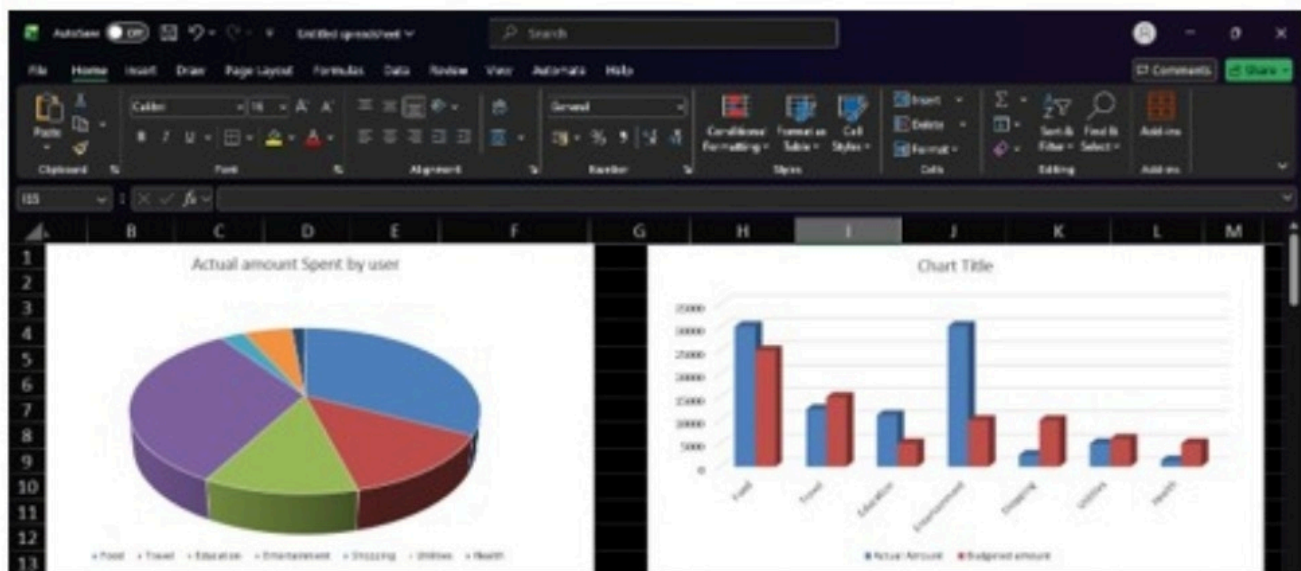 AutoSave Off Untitled spreadsheet Search
File Home Insert Draw Page Layout Formulas Data Review View Automate Help Comments Share
Paste Calibri 16 A A General Conditional Formatting Format as Table Cell Styles Insert Delete Format Sort & Filter Find & Select Add-ins
B I U A %
Clipboard Font Alignment Number Styles Cells Editing Add-ins
I55 fx
B C D E F G H I J K L M
1
2
3
4
5
6
7
8
9
10
11
12
13
Actual amount Spent by user
Food Travel Education Entertainment Shopping Utilities Health
Chart Title
35000
30000
25000
20000
15000
10000
5000
0
Food Travel Education Entertainment Shopping Utilities Health
Actual Amount Budgeted amount